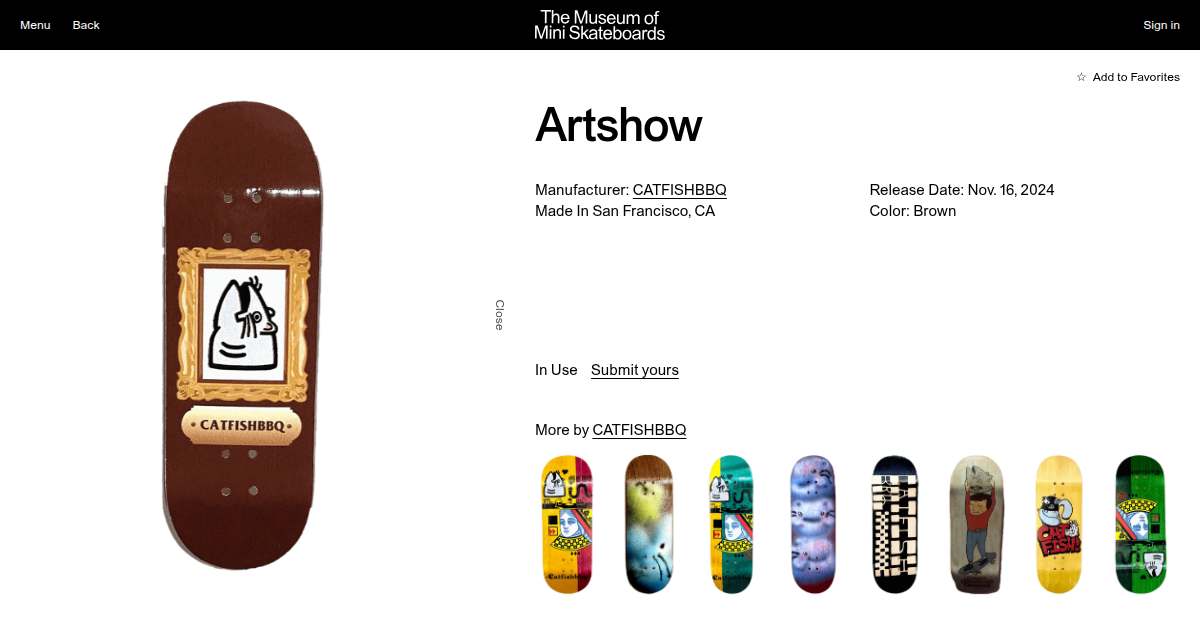 Menu
Back
The Museum of
Mini Skateboards
Sign in
☆ Add to Favorites
Artshow
Manufacturer: CATFISHBBQ
Made In San Francisco, CA
Release Date: Nov. 16, 2024
Color: Brown
CATFISHBBQ
Close
In Use
Submit yours
More by CATFISHBBQ